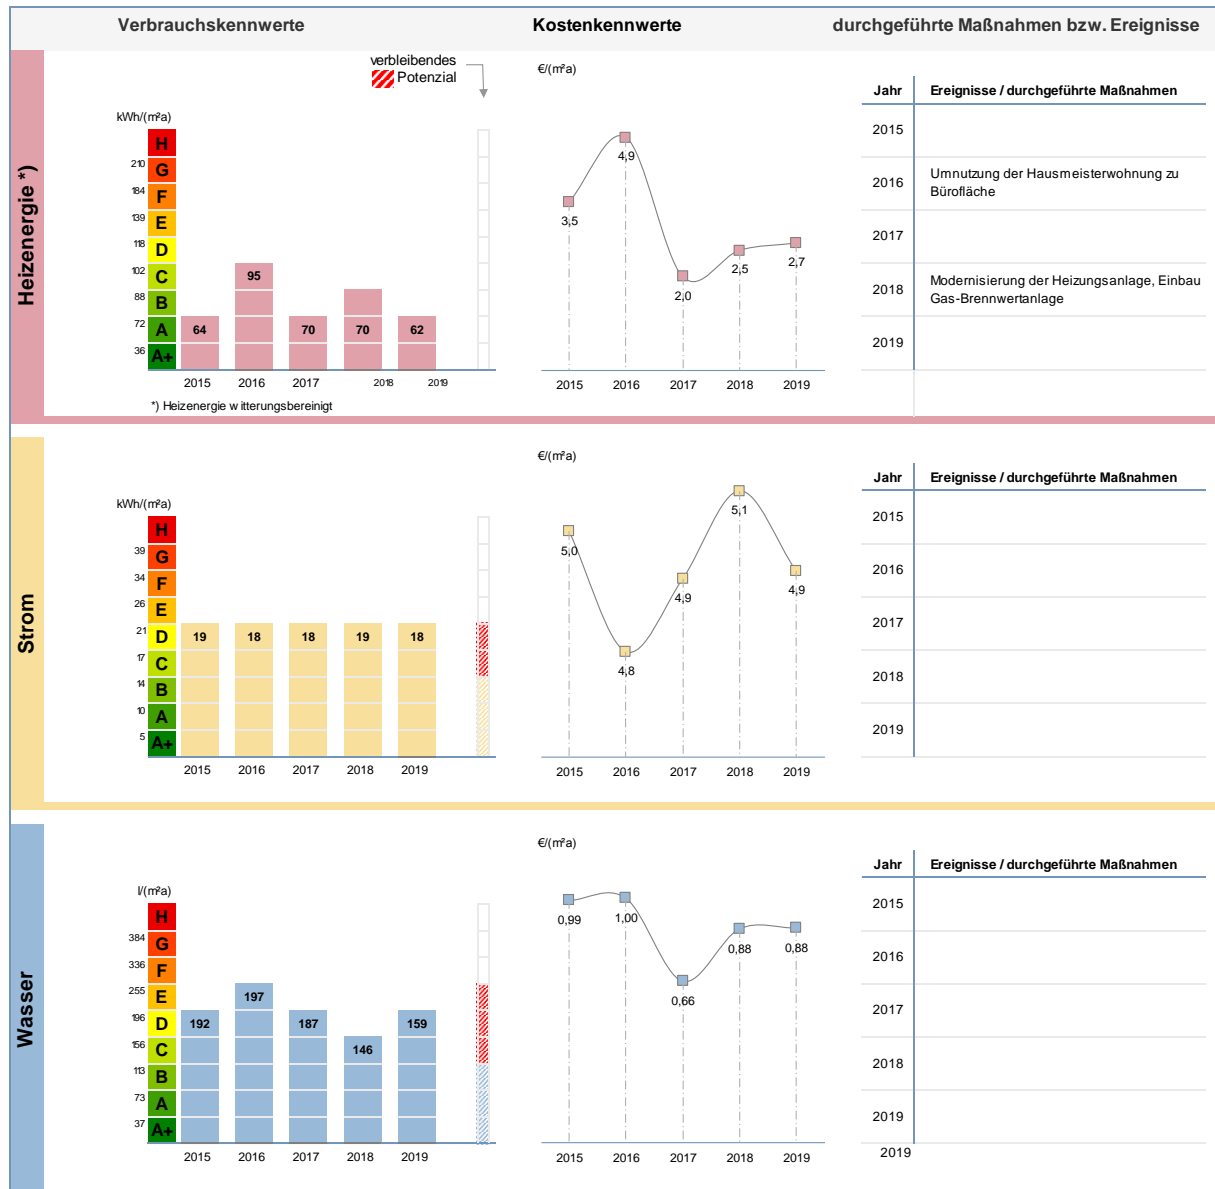 Verbrauchskennwerte
Kostenkennwerte
durchgeführte Maßnahmen bzw. Ereignisse
Heizenergie *)
verbleibendes
Potenzial
kWh/(m²a)
H
210
G
184
F
139
E
118
D
102
C
88
B
72
A
36
A+
64
95
70
70
62
2015
2016
2017
2018
2019
*) Heizenergie witterungsbereinigt
€/(m²a)
3,5
4,9
2,0
2,5
2,7
2015
2016
2017
2018
2019
Jahr Ereignisse / durchgeführte Maßnahmen
2015
2016 Umnutzung der Hausmeisterwohnung zu
Bürofläche
2017
2018 Modernisierung der Heizungsanlage, Einbau
Gas-Brennwertanlage
2019
Strom
kWh/(m²a)
H
39
G
34
F
26
E
21
D
17
C
14
B
10
A
5
A+
19
18
18
19
18
2015
2016
2017
2018
2019
€/(m²a)
5,0
4,8
4,9
5,1
4,9
2015
2016
2017
2018
2019
Jahr Ereignisse / durchgeführte Maßnahmen
2015
2016
2017
2018
2019
Wasser
l/(m²a)
H
384
G
336
F
255
E
196
D
156
C
113
B
73
A
37
A+
192
197
187
146
159
2015
2016
2017
2018
2019
€/(m²a)
0,99
1,00
0,66
0,88
0,88
2015
2016
2017
2018
2019
Jahr Ereignisse / durchgeführte Maßnahmen
2015
2016
2017
2018
2019
2019